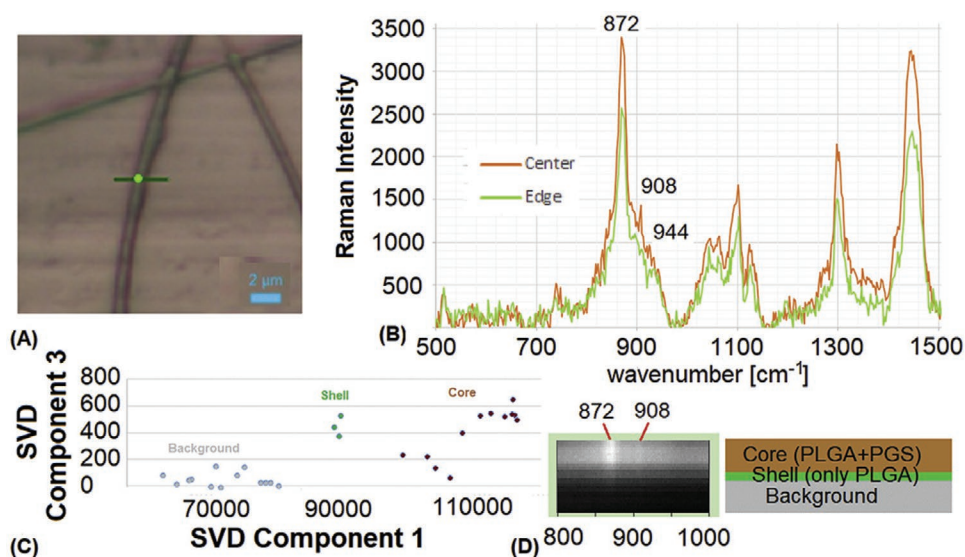 2 µm
(A)
Raman Intensity
3500
3000
2500
2000
1500
1000
500
0
872
908
944
Center
Edge
500
700
900
1100
1300
1500
wavenumber [cm-1]
(B)
SVD
Component 3
800
600
400
200
0
Background
Shell
Core
70000
90000
110000
SVD Component 1
(C)
872
908
800
900
1000
(D)
Core (PLGA+PGS)
Shell (only PLGA)
Background